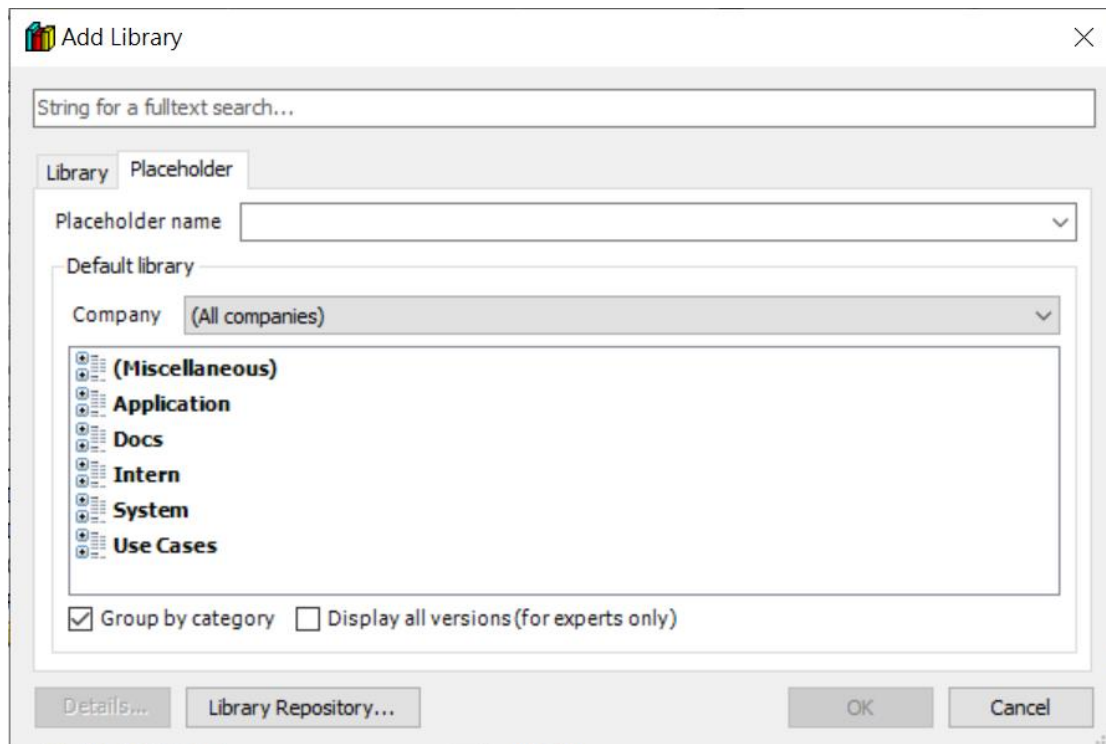 Add Library
String for a fulltext search...
Library Placeholder
Placeholder name
Default library
Company (All companies)
(Miscellaneous)
Application
Docs
Intern
System
Use Cases
Group by category Display all versions (for experts only)
Details... Library Repository... OK Cancel